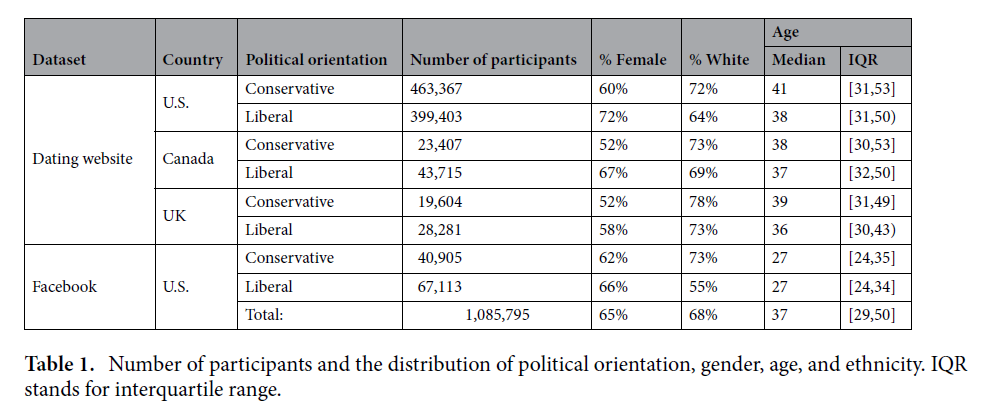 Age
Dataset Country Political orientation Number of participants % Female % White Median IQR
Dating website U.S. Conservative 463,367 60% 72% 41 [31,53]
Liberal 399,403 72% 64% 38 [31,50)
Canada Conservative 23,407 52% 73% 38 [30,53]
Liberal 43,715 67% 69% 37 [32,50]
UK Conservative 19,604 52% 78% 39 [31,49]
Liberal 28,281 58% 73% 36 [30,43)
Facebook U.S. Conservative 40,905 62% 73% 27 [24,35]
Liberal 67,113 66% 55% 27 [24,34]
Total: 1,085,795 65% 68% 37 [29,50]
Table 1. Number of participants and the distribution of political orientation, gender, age, and ethnicity. IQR
stands for interquartile range.